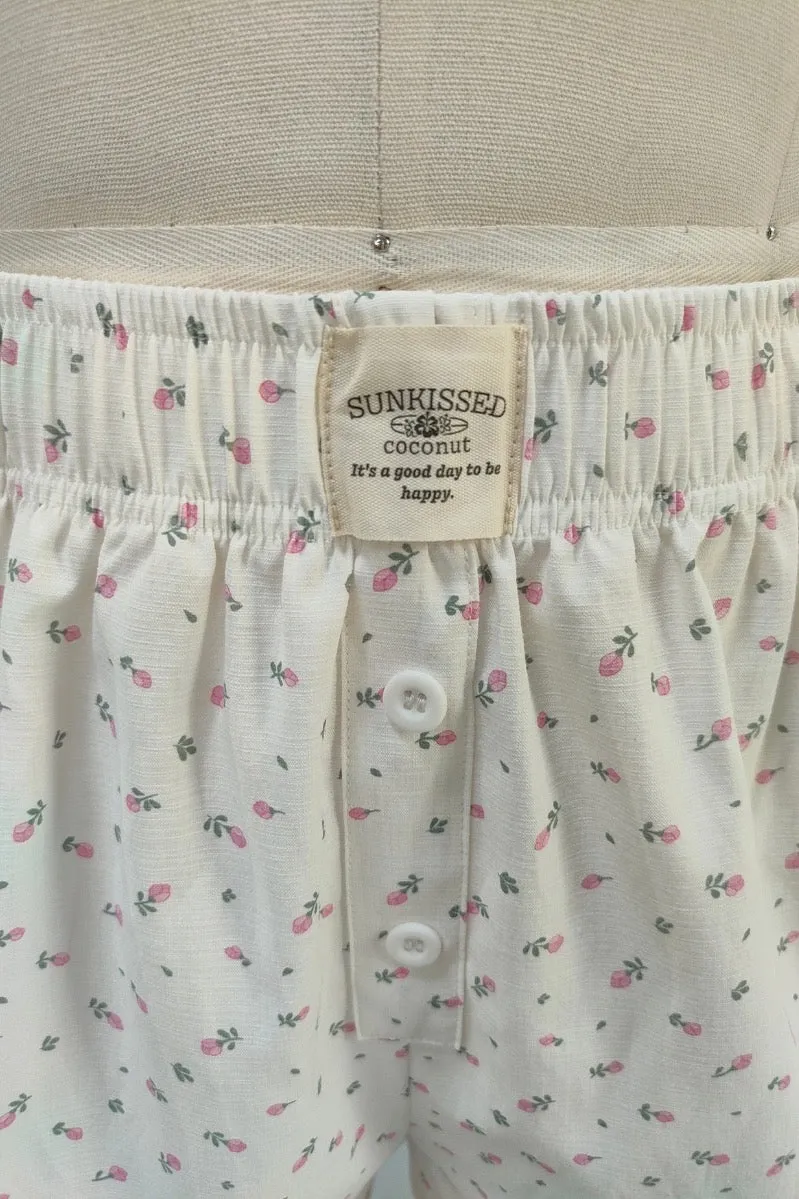 SUNKISSED
coconut
It's a good day to be
happy.